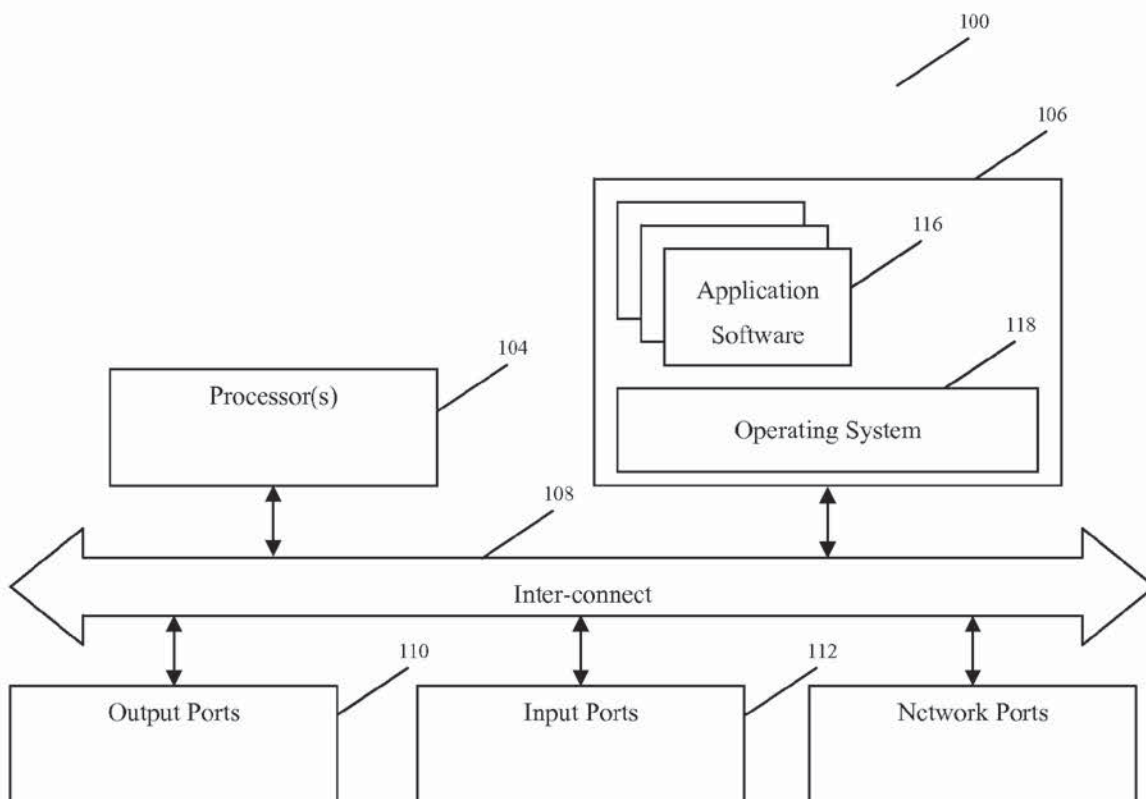 100
106
116
Application
Software
118
104
Processor(s)
Operating System
108
Inter-connect
110
112
Output Ports
Input Ports
Network Ports